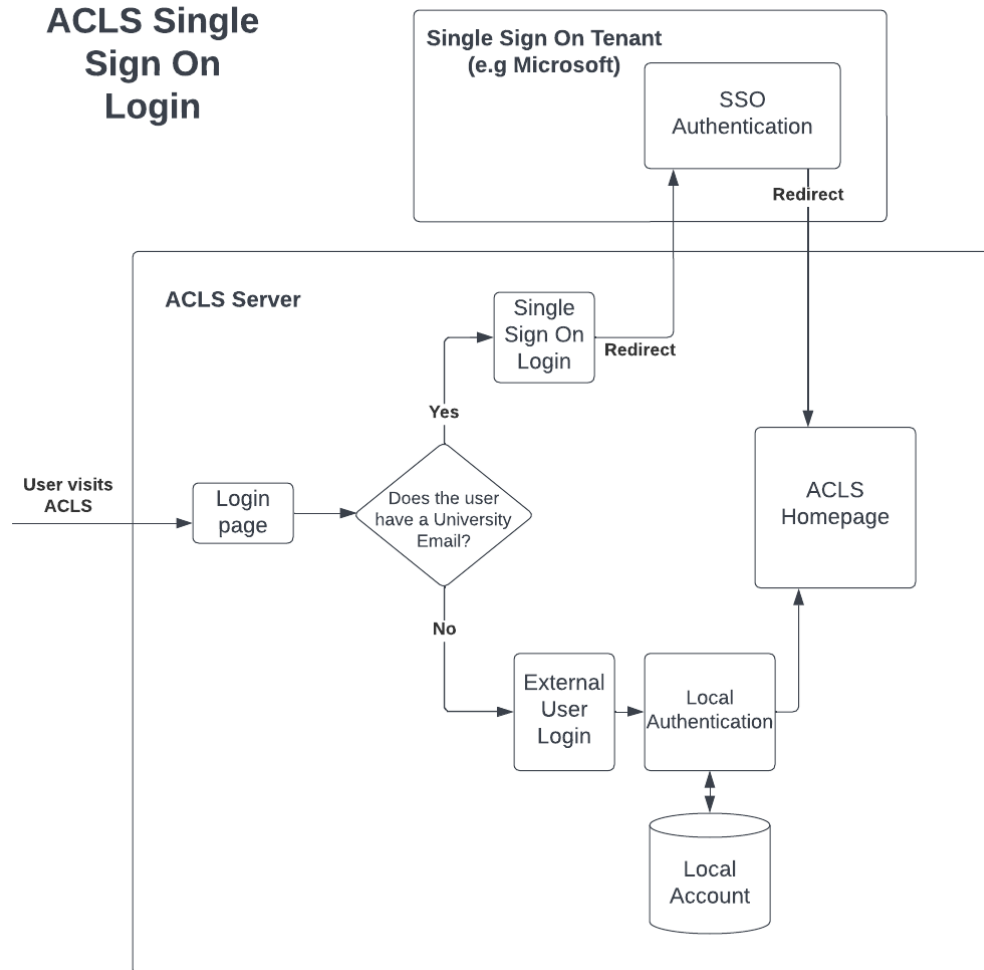 ACLS Single
Sign On
Login
Single Sign On Tenant
(e.g Microsoft)
SSO
Authentication
Redirect
ACLS Server
Single
Sign On
Login
Redirect
Yes
User visits
ACLS
Login
page
Does the user
have a University
Email?
ACLS
Homepage
No
External
User
Login
Local
Authentication
Local
Account